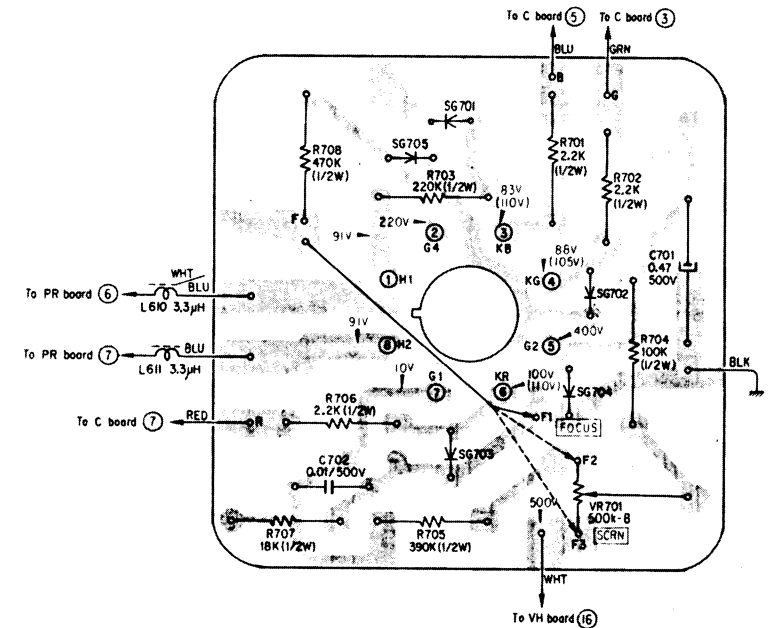 To C board ⑤
To C board ③
BLU
GRN
B
G
SG701
SG705
R708
470K
(1/2W)
R701
2.2K
(1/2W)
R702
2.2K
(1/2W)
R703
220K(1/2W)
83V
(110V)
F
220V
91V
②
G4
③
KB
88V
(105V)
C701
0.47
500V
① H1
KG ④
SG702
WHT
BLU
To PR board ⑥
L610 3.3μH
91V
400V
⑧ H2
G2 ⑤
R704
100K
(1/2W)
BLU
To PR board ⑦
L611 3.3μH
10V
G1
⑦
KR
⑥
100V
(110V)
SG704
BLK
R706
2.2K(1/2W)
F1
FOCUS
RED
To C board ⑦
R
SG703
F2
C702
0.01/500V
VR701
500k-B
500V
F3
SCRN
R707
18K(1/2W)
R705
390K(1/2W)
WHT
To VH board ⑯